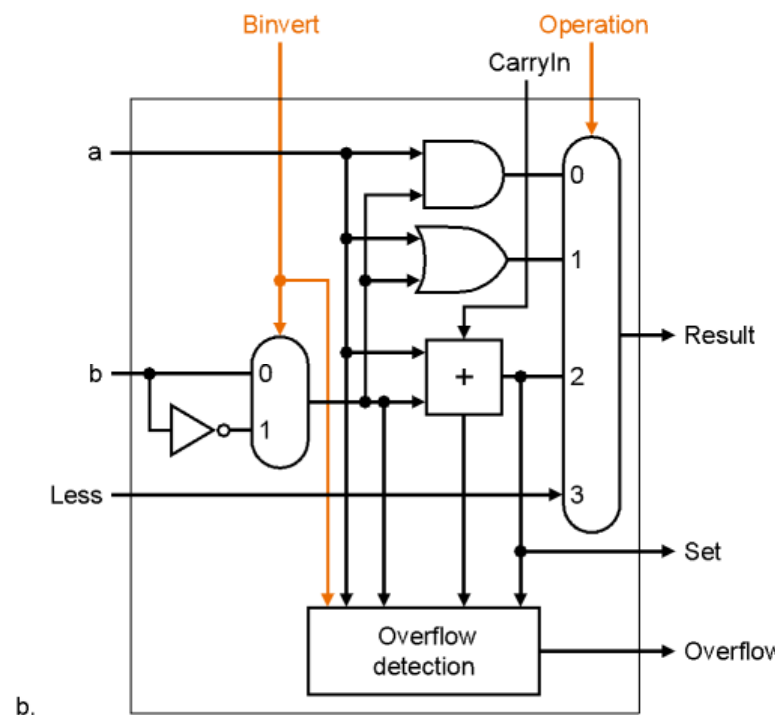 Binvert
Operation
CarryIn
a
0
1
+
2
Result
b
0
1
Less
3
Set
Overflow
detection
Overflow
b.